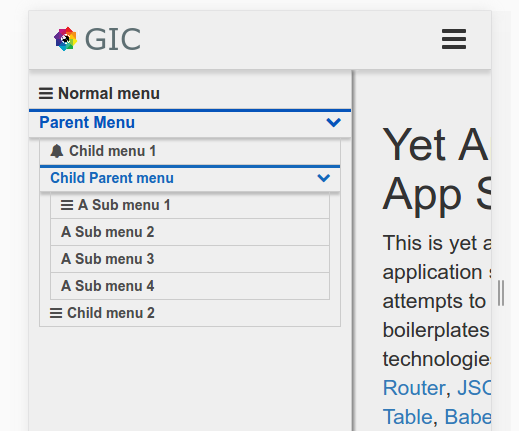 GIC
Normal menu
Parent Menu
Child menu 1
Child Parent menu
A Sub menu 1
A Sub menu 2
A Sub menu 3
A Sub menu 4
Child menu 2
Yet A
App S
This is yet a
application s
attempts to
boilerplates
technologie
Router, JSO
Table, Babe